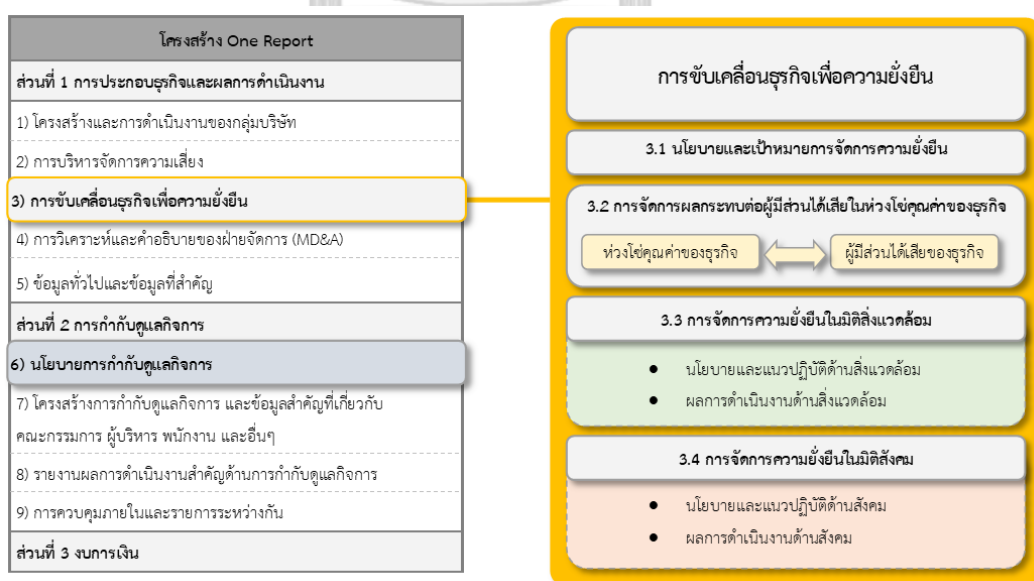 โครงสร้าง One Report
ส่วนที่ 1 การประกอบธุรกิจและผลการดำเนินงาน
1) โครงสร้างและการดำเนินงานของกลุ่มบริษัท
2) การบริหารจัดการความเสี่ยง
3) การขับเคลื่อนธุรกิจเพื่อความยั่งยืน
4) การวิเคราะห์และคำอธิบายของฝ่ายจัดการ (MD&A)
5) ข้อมูลทั่วไปและข้อมูลที่สำคัญ
ส่วนที่ 2 การกำกับดูแลกิจการ
6) นโยบายการกำกับดูแลกิจการ
7) โครงสร้างการกำกับดูแลกิจการ และข้อมูลสำคัญที่เกี่ยวกับ
คณะกรรมการ ผู้บริหาร พนักงาน และอื่นๆ
8) รายงานผลการดำเนินงานสำคัญด้านการกำกับดูแลกิจการ
9) การควบคุมภายในและรายการระหว่างกัน
ส่วนที่ 3 งบการเงิน
การขับเคลื่อนธุรกิจเพื่อความยั่งยืน
3.1 นโยบายและเป้าหมายการจัดการความยั่งยืน
3.2 การจัดการผลกระทบต่อผู้มีส่วนได้เสียในห่วงโซ่คุณค่าของธุรกิจ
ห่วงโซ่คุณค่าของธุรกิจ
ผู้มีส่วนได้เสียของธุรกิจ
3.3 การจัดการความยั่งยืนในมิติสิ่งแวดล้อม
● นโยบายและแนวปฏิบัติด้านสิ่งแวดล้อม
● ผลการดำเนินงานด้านสิ่งแวดล้อม
3.4 การจัดการความยั่งยืนในมิติสังคม
● นโยบายและแนวปฏิบัติด้านสังคม
● ผลการดำเนินงานด้านสังคม